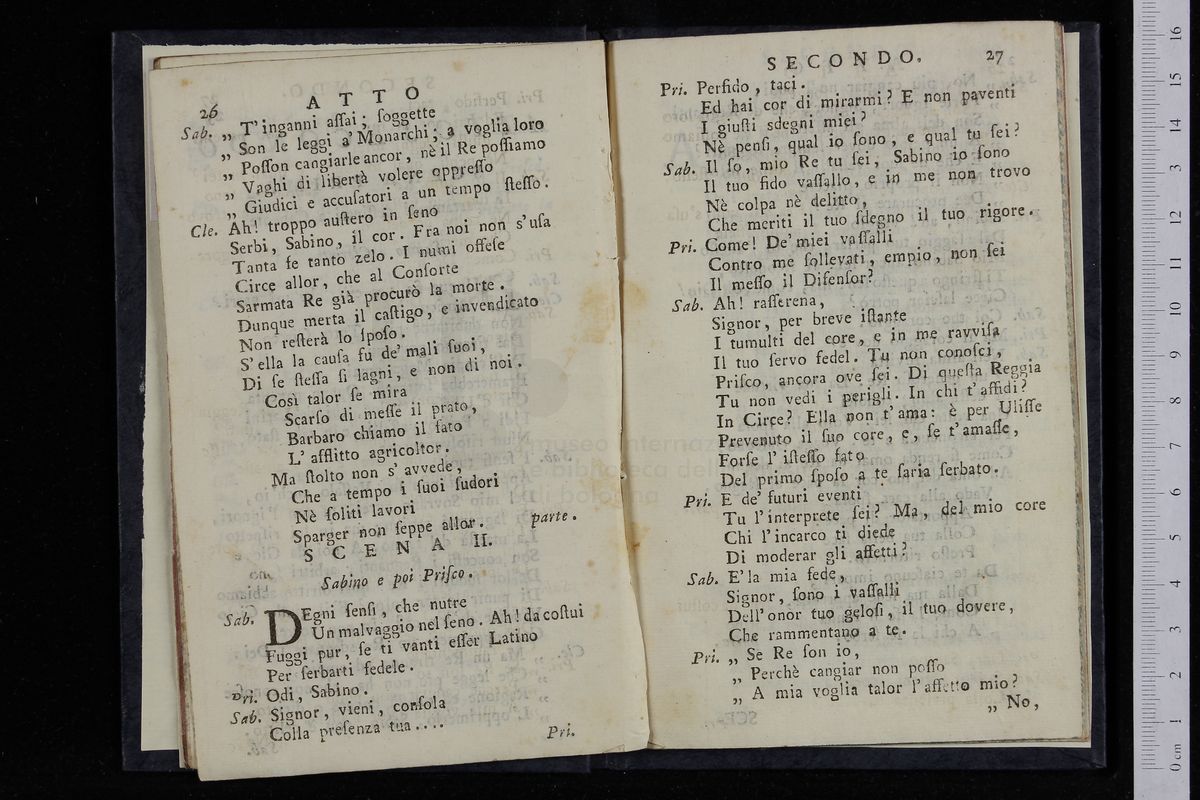 26
ATTO
Sab. „ T' inganni aſſai; ſoggette
„ Son le leggi a' Monarchi; a voglia loro
„ Poſſon cangiarle ancor, nè il Re poſſiamo
„ Vaghi di libertà volere oppreſſo
„ Giudici e accuſatori a un tempo ſteſſo.
Cle. Ah! troppo auſtero in ſeno
Serbi, Sabino, il cor. Fra noi non s'uſa
Tanta fe tanto zelo. I numi offeſe
Circe allor, che al Conſorte
Sarmata Re già procurò la morte.
Dunque merta il caſtigo, e invendicato
Non reſterà lo ſpoſo.
S'ella la cauſa fu de' mali ſuoi,
Di ſe ſteſſa ſi lagni, e non di noi.
Così talor ſe mira
Scarſo di meſſe il prato,
Barbaro chiamo il fato
L' afflitto agricoltor.
Ma ſtolto non s' avvede,
Che a tempo i ſuoi ſudori
Nè ſoliti lavori
Sparger non ſeppe allor. parte.
SCENA II.
Sabino e poi Priſco.
Sab. DEgni ſenſi, che nutre
Un malvaggio nel ſeno. Ah! da coſtui
Fuggi pur, ſe ti vanti eſſer Latino
Per ſerbarti fedele.
Pri. Odi, Sabino.
Sab. Signor, vieni, conſola
Colla preſenza tua....
Pri.
SECONDO.
27
Pri. Perfido, taci.
Ed hai cor di mirarmi? E non paventi
I giuſti sdegni miei?
Nè penſi, qual io ſono, e qual tu ſei?
Sab. Il ſo, mio Re tu ſei, Sabino io ſono
Il tuo fido vaſſallo, e in me non trovo
Nè colpa nè delitto,
Che meriti il tuo ſdegno il tuo rigore.
Pri. Come! De' miei vaſſalli
Contro me ſollevati, empio, non ſei
Il meſſo il Difenſor?
Sab. Ah! raſſerena,
Signor, per breve iſtante
I tumulti del core, e in me ravviſa
Il tuo ſervo fedel. Tu non conoſci,
Priſco, ancora ove ſei. Di queſta Reggia
Tu non vedi i perigli. In chi t'affidi?
In Circe? Ella non t'ama: è per Uliſſe
Prevenuto il ſuo core, e, ſe t'amaſſe,
Forſe l' iſteſſo fato
Del primo ſpoſo a te ſaria ſerbato.
Pri. E de' futuri eventi
Tu l'interprete ſei? Ma, del mio core
Chi l'incarco ti diede
Di moderar gli affetti?
Sab. E' la mia fede,
Signor, ſono i vaſſalli
Dell'onor tuo geloſi, il tuo dovere,
Che rammentano a te.
Pri. „ Se Re ſon io,
„ Perchè cangiar non poſſo
„ A mia voglia talor l'affetto mio?
„ No,